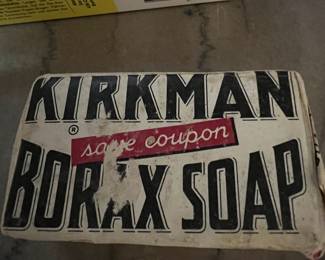 KIRKMAN
®
save coupon
BORAX SOAP